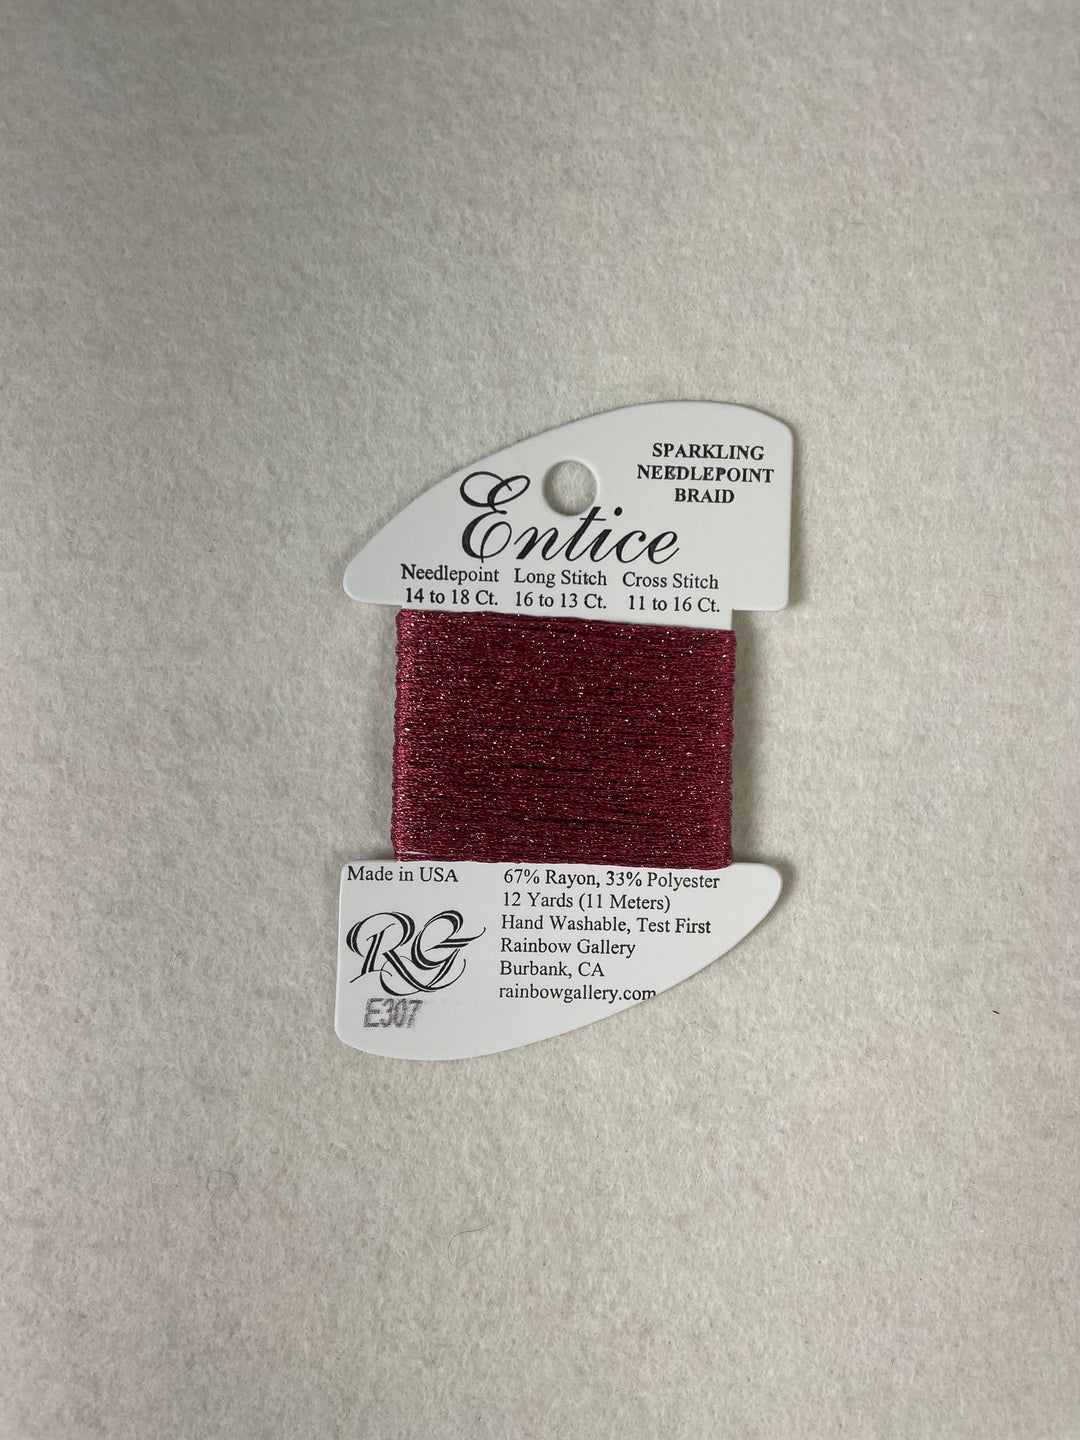 SPARKLING
NEEDLEPOINT
BRAID
Entice
Needlepoint Long Stitch Cross Stitch
14 to 18 Ct. 16 to 13 Ct. 11 to 16 Ct.
Made in USA
RG
E307
67% Rayon, 33% Polyester
12 Yards (11 Meters)
Hand Washable, Test First
Rainbow Gallery
Burbank, CA
rainbowgallery.com